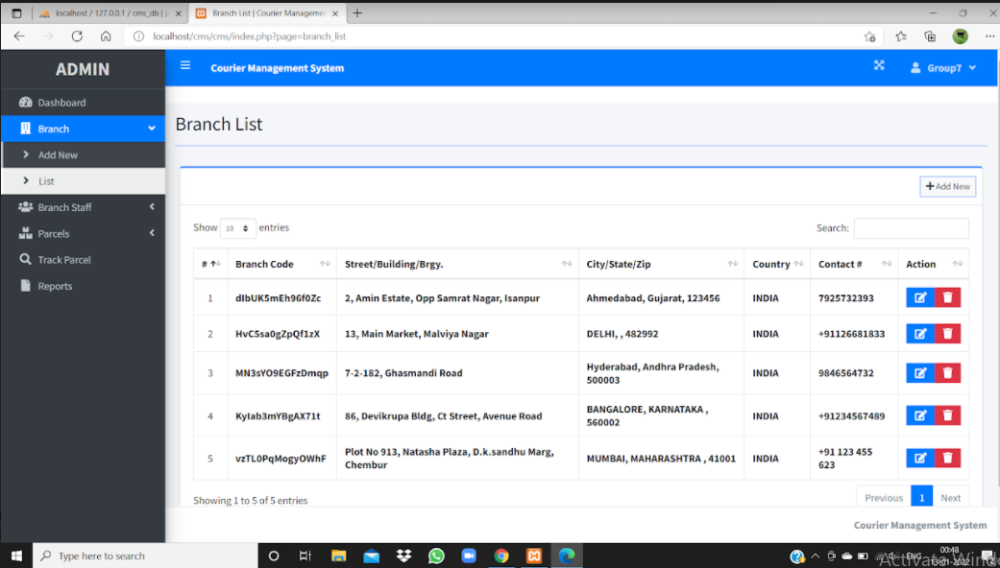 localhost / 127.0.0.1 / cms_db | p
Branch List | Courier Manageme
localhost/cms/cms/index.php?page=branch_list
ADMIN
Courier Management System
Group7
Dashboard
Branch
Add New
List
Branch Staff
Parcels
Track Parcel
Reports
Branch List
Add New
Show 10 entries
Search:
# Branch Code Street/Building/Brgy. City/State/Zip Country Contact # Action
1 dIbUK5mEh96f0Zc 2, Amin Estate, Opp Samrat Nagar, Isanpur Ahmedabad, Gujarat, 123456 INDIA 7925732393
2 HvC5sa0gZpQf1zX 13, Main Market, Malviya Nagar DELHI, , 482992 INDIA +91126681833
3 MN3sYO9EGFzDmqp 7-2-182, Ghasmandi Road Hyderabad, Andhra Pradesh, 500003 INDIA 9846564732
4 KyIab3mYBgAX71t 86, Devikrupa Bldg, Ct Street, Avenue Road BANGALORE, KARNATAKA , 560002 INDIA +91234567489
5 vzTL0PqMogyOWhF Plot No 913, Natasha Plaza, D.k.sandhu Marg, Chembur MUMBAI, MAHARASHTRA , 41001 INDIA +91 123 455 623
Showing 1 to 5 of 5 entries
Previous 1 Next
Courier Management System
Type here to search
ENG
00:48
13-01-2022
Activate Windo